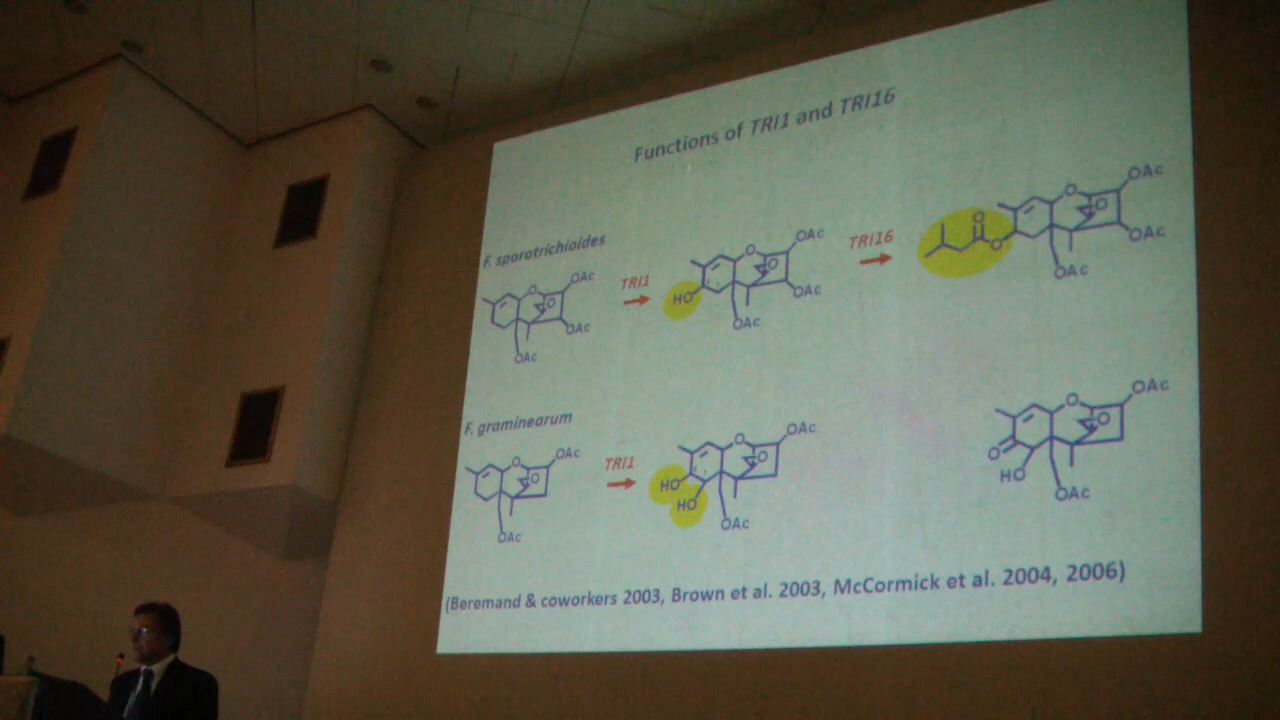 Functions of TRI1 and TRI16
F. sporotrichioides
OAc
O
O
OAc
OAc
TRI1
HO
O
O
OAc
OAc
OAc
TRI16
O
O
O
O
OAc
OAc
OAc
F. graminearum
O
O
OAc
OAc
TRI1
HO
HO
O
O
OAc
OAc
O
HO
O
O
OAc
OAc
(Beremand & coworkers 2003, Brown et al. 2003, McCormick et al. 2004, 2006)